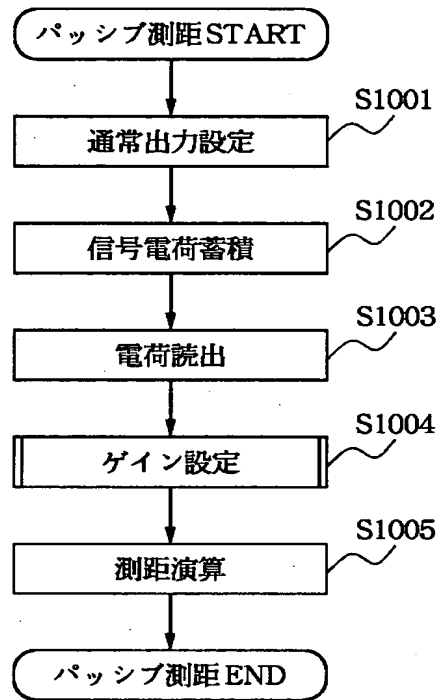 パッシブ測距START
S1001
通常出力設定
S1002
信号電荷蓄積
S1003
電荷読出
S1004
ゲイン設定
S1005
測距演算
パッシブ測距END